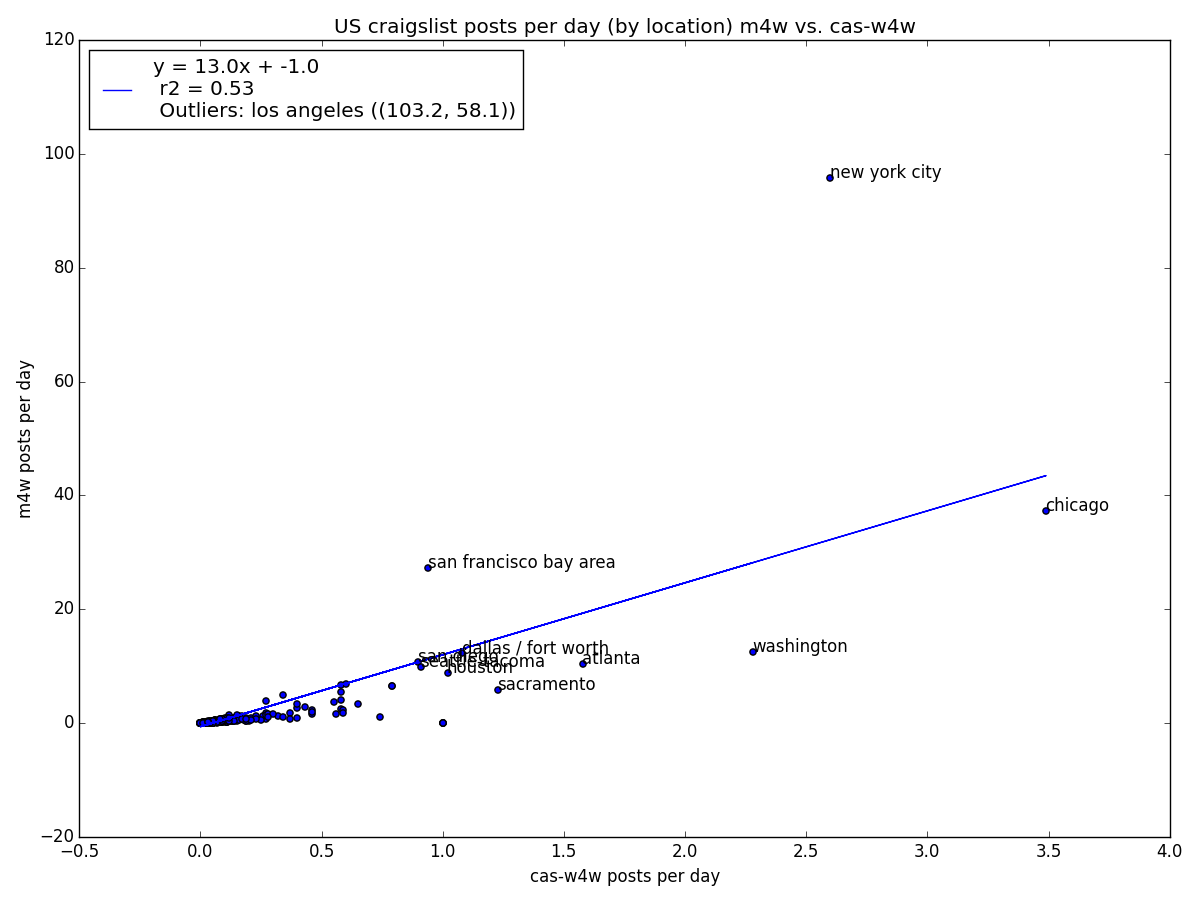 US craigslist posts per day (by location) m4w vs. cas-w4w
y = 13.0x + -1.0
r2 = 0.53
Outliers: los angeles ((103.2, 58.1))
120
100
80
60
40
20
0
−20
m4w posts per day
new york city
chicago
san francisco bay area
washington
dallas / fort worth
san diego
atlanta
seattle-tacoma
houston
sacramento
−0.5
0.0
0.5
1.0
1.5
2.0
2.5
3.0
3.5
4.0
cas-w4w posts per day